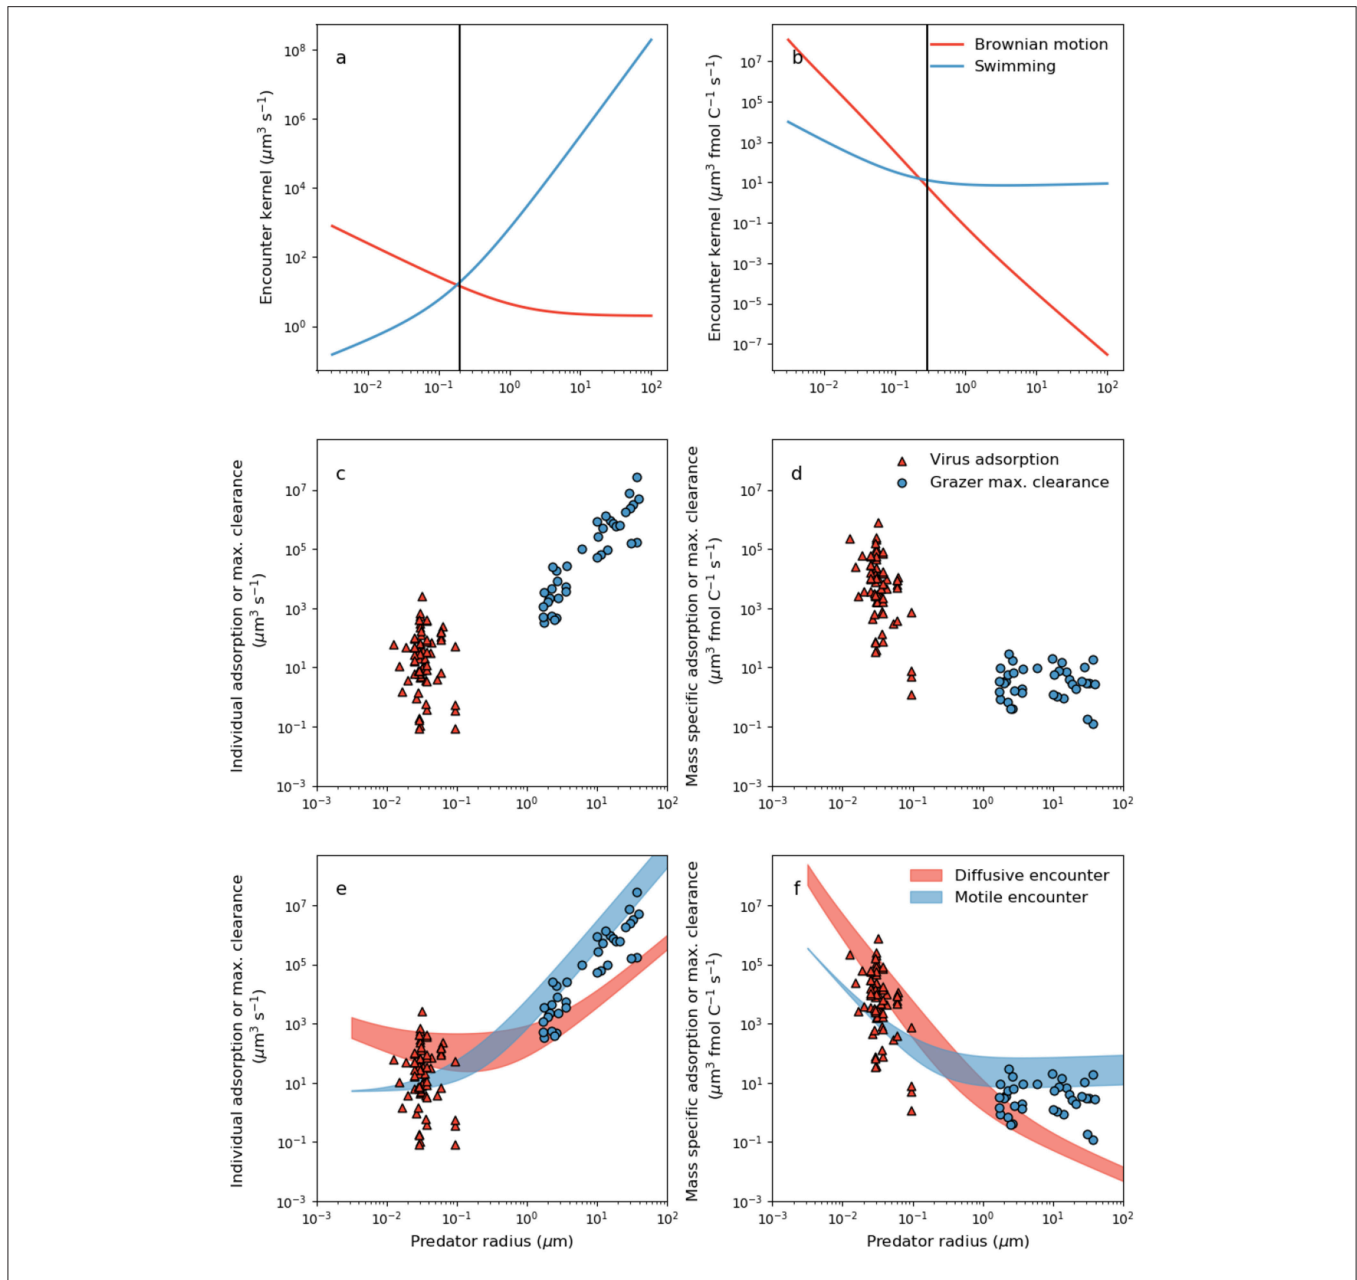 a
Encounter kernel (μm³ s⁻¹)
10⁸
10⁶
10⁴
10²
10⁰
10⁻² 10⁻¹ 10⁰ 10¹ 10²
b
Brownian motion
Swimming
Encounter kernel (μm³ fmol C⁻¹ s⁻¹)
10⁷
10⁵
10³
10¹
10⁻¹
10⁻³
10⁻⁵
10⁻⁷
10⁻² 10⁻¹ 10⁰ 10¹ 10²
c
Individual adsorption or max. clearance
(μm³ s⁻¹)
10⁷
10⁵
10³
10¹
10⁻¹
10⁻³
10⁻³ 10⁻² 10⁻¹ 10⁰ 10¹ 10²
d
Virus adsorption
Grazer max. clearance
Mass specific adsorption or max. clearance
(μm³ fmol C⁻¹ s⁻¹)
10⁷
10⁵
10³
10¹
10⁻¹
10⁻³
10⁻³ 10⁻² 10⁻¹ 10⁰ 10¹ 10²
e
Individual adsorption or max. clearance
(μm³ s⁻¹)
10⁷
10⁵
10³
10¹
10⁻¹
10⁻³
10⁻³ 10⁻² 10⁻¹ 10⁰ 10¹ 10²
Predator radius (μm)
f
Diffusive encounter
Motile encounter
Mass specific adsorption or max. clearance
(μm³ fmol C⁻¹ s⁻¹)
10⁷
10⁵
10³
10¹
10⁻¹
10⁻³
10⁻³ 10⁻² 10⁻¹ 10⁰ 10¹ 10²
Predator radius (μm)